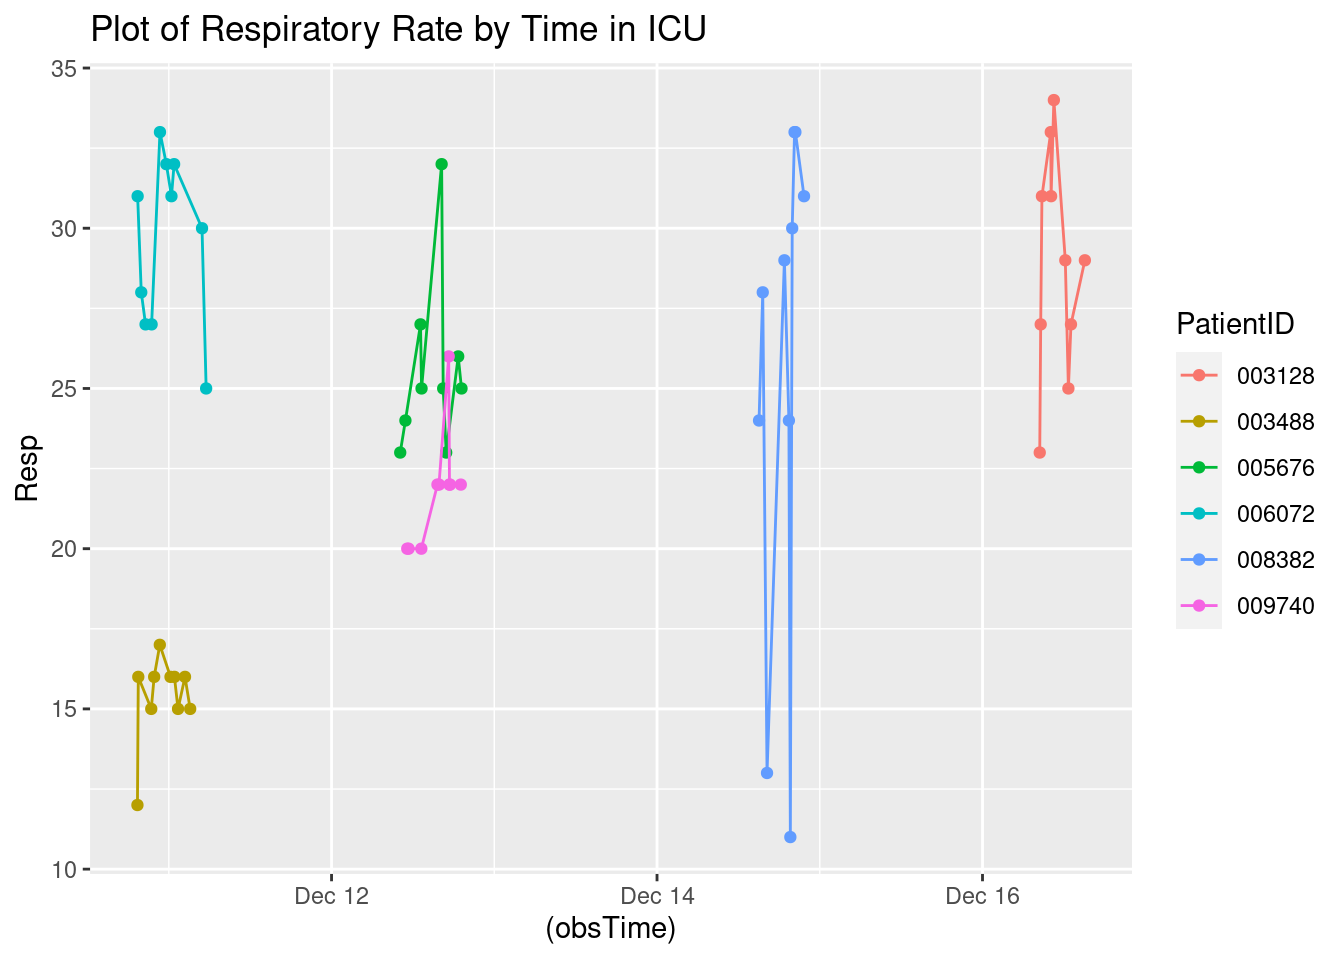 Plot of Respiratory Rate by Time in ICU
35
30
25
20
15
10
Resp
Dec 12
Dec 14
Dec 16
(obsTime)
PatientID
003128
003488
005676
006072
008382
009740